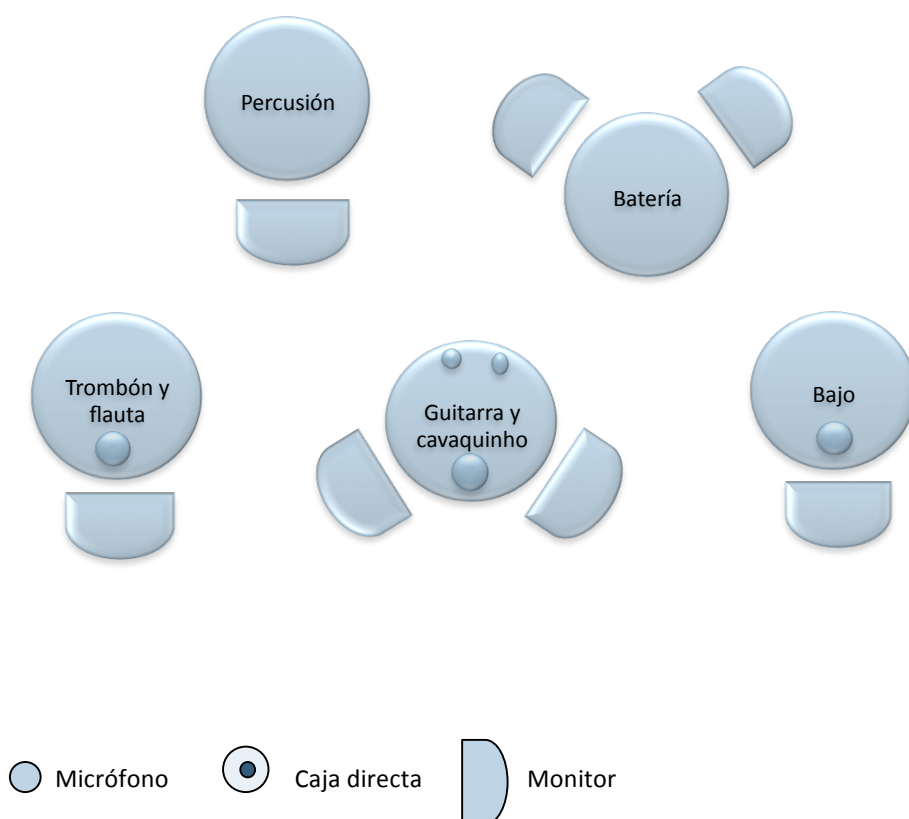 Percusión
Batería
Trombón y
flauta
Guitarra y
cavaquinho
Bajo
Micrófono
Caja directa
Monitor